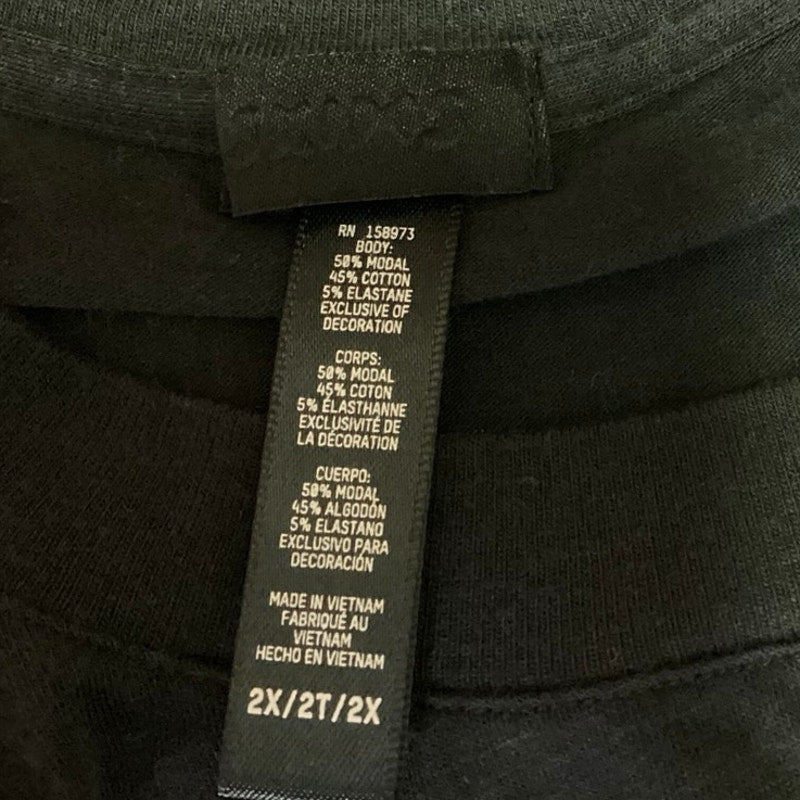 RN 158973
BODY:
50% MODAL
45% COTTON
5% ELASTANE
EXCLUSIVE OF
DECORATION
CORPS:
50% MODAL
45% COTON
5% ÉLASTHANNE
EXCLUSIVITÉ DE
LA DÉCORATION
CUERPO:
50% MODAL
45% ALGODÓN
5% ELASTANO
EXCLUSIVO PARA
DECORACIÓN
MADE IN VIETNAM
FABRIQUÉ AU
VIETNAM
HECHO EN VIETNAM
2X/2T/2X